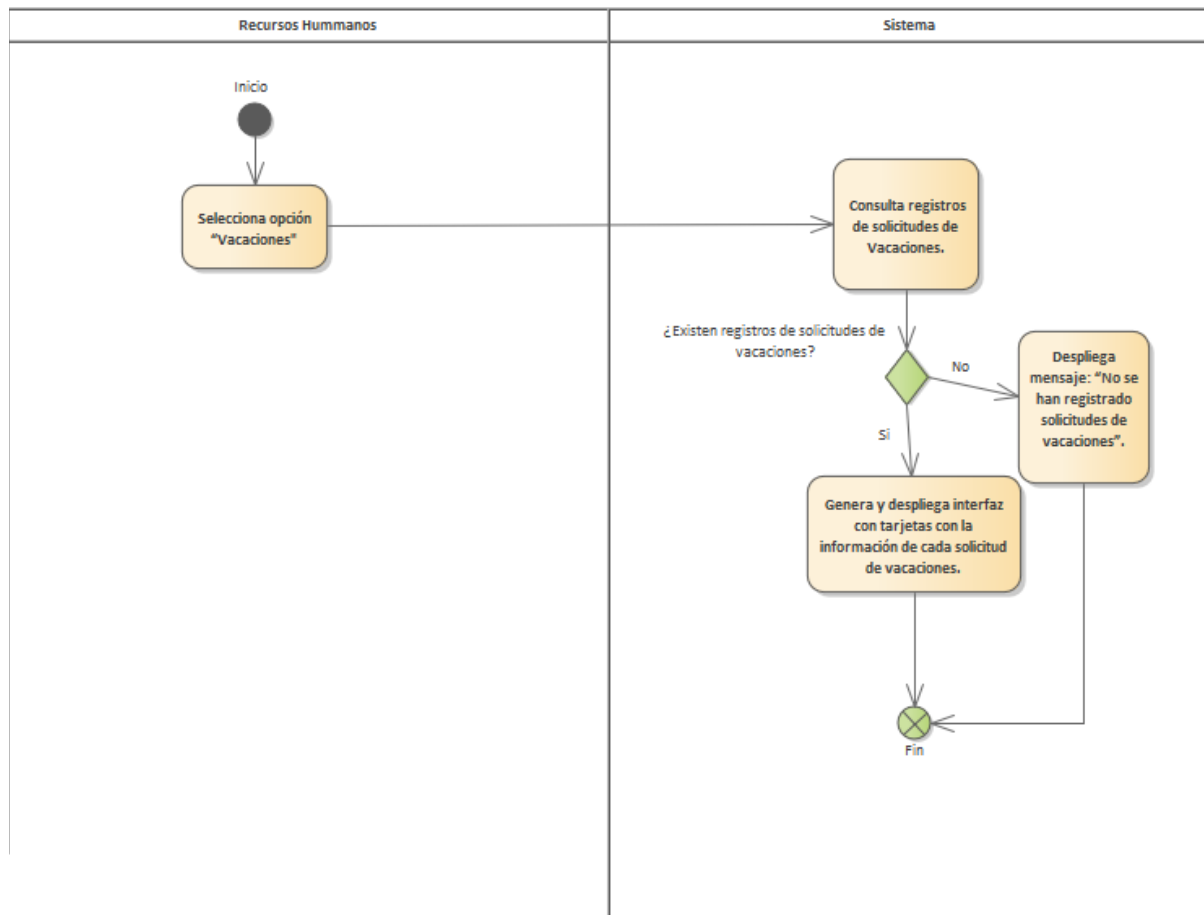 Recursos Hummanos
Sistema
Inicio
Selecciona opción
“Vacaciones”
Consulta registros
de solicitudes de
Vacaciones.
¿Existen registros de solicitudes de
vacaciones?
No
Despliega
mensaje: “No se
han registrado
solicitudes de
vacaciones”.
Si
Genera y despliega interfaz
con tarjetas con la
información de cada solicitud
de vacaciones.
Fin